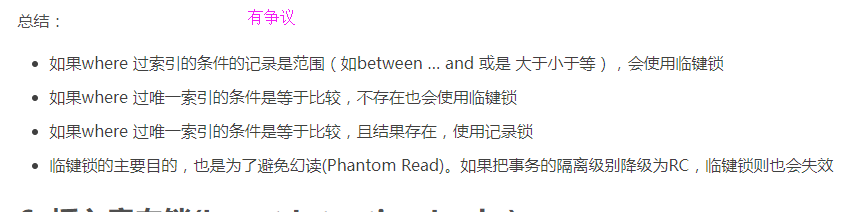 总结： 有争议
如果where 过索引的条件的记录是范围（如between ... and 或是 大于小于等），会使用临键锁
如果where 过唯一索引的条件是等于比较，不存在也会使用临键锁
如果where 过唯一索引的条件是等于比较，且结果存在，使用记录锁
临键锁的主要目的，也是为了避免幻读(Phantom Read)。如果把事务的隔离级别降级为RC，临键锁则也会失效